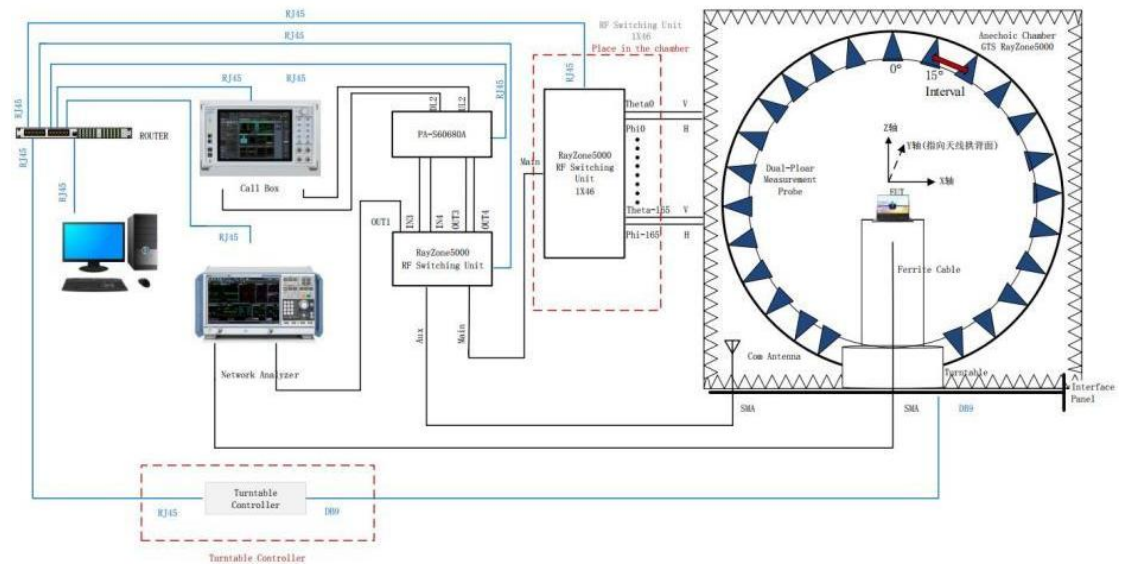 RJ45
RJ45
RJ45
RJ45
RJ45
RJ45
RJ45
RJ45
RJ45
ROUTER
Call Box
DL2
UL2
PA-S60680A
OUT1
IN3
IN4
OUT3
OUT4
RayZone5000
RF Switching Unit
Aux
Main
Network Analyzer
RF Switching Unit
1X46
Place in the chamber
RJ45
Main
RayZone5000
RF Switching
Unit
1X46
Theta0 V
Phi0 H
Theta-165 V
Phi-165 H
Anechoic Chamber
GTS RayZone5000
0°
15°
Interval
Dual-Ploar
Measurement
Probe
Z轴
Y轴(指向天线拱背面)
X轴
EUT
Ferrite Cable
Com Antenna
Turntable
Interface
Panel
SMA
SMA
DB9
Turntable
Controller
RJ45
DB9
Turntable Controller